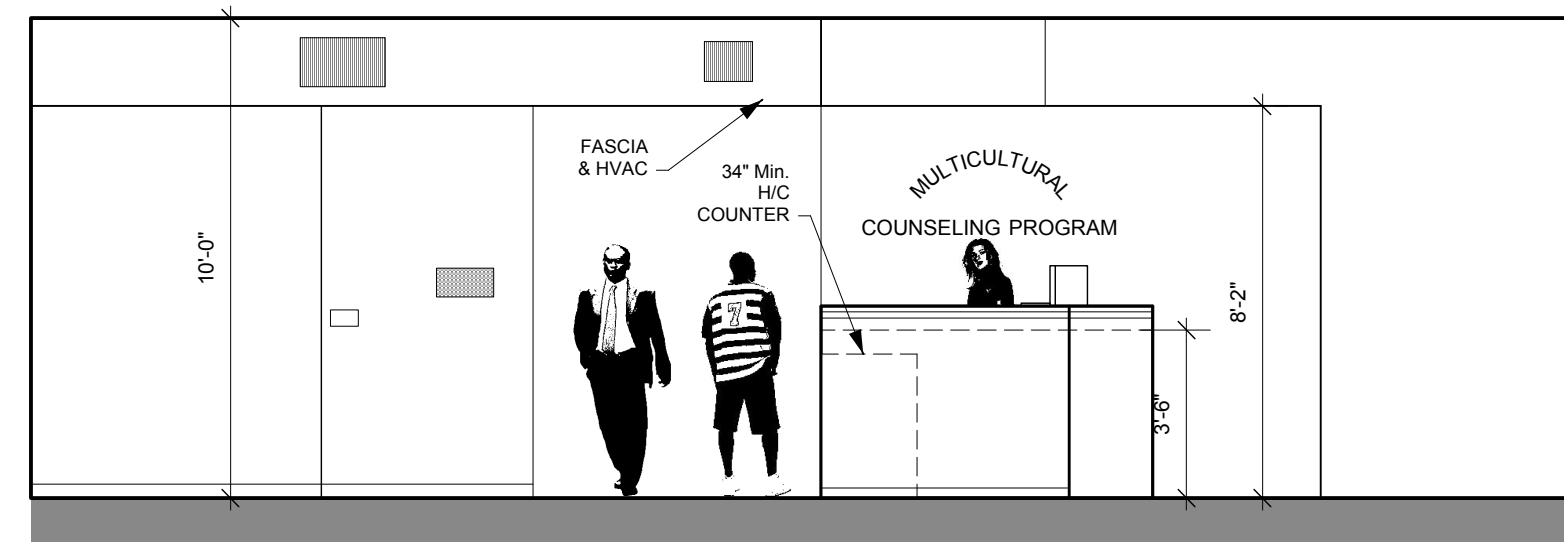 FASCIA
& HVAC
34" Min.
H/C
COUNTER
MULTICULTURAL
COUNSELING PROGRAM
10'-0"
7
8'-2"
3'-6"